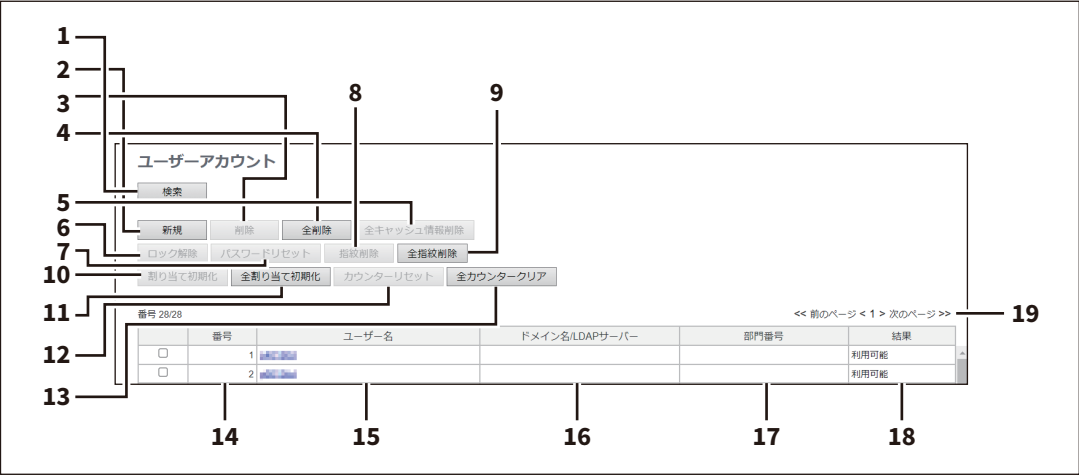 1
2
3
8
9
4
ユーザーアカウント
検索
5
新規 削除 全削除 全キャッシュ情報削除
6
ロック解除 パスワードリセット 指紋削除 全指紋削除
7
10
割り当て初期化 全割り当て初期化 カウンターリセット 全カウンタークリア
11
番号 28/28
<< 前のページ < 1 > 次のページ >>
19
番号 ユーザー名 ドメイン名/LDAPサーバー 部門番号 結果
12
1 利用可能
2 利用可能
13
14 15 16 17 18